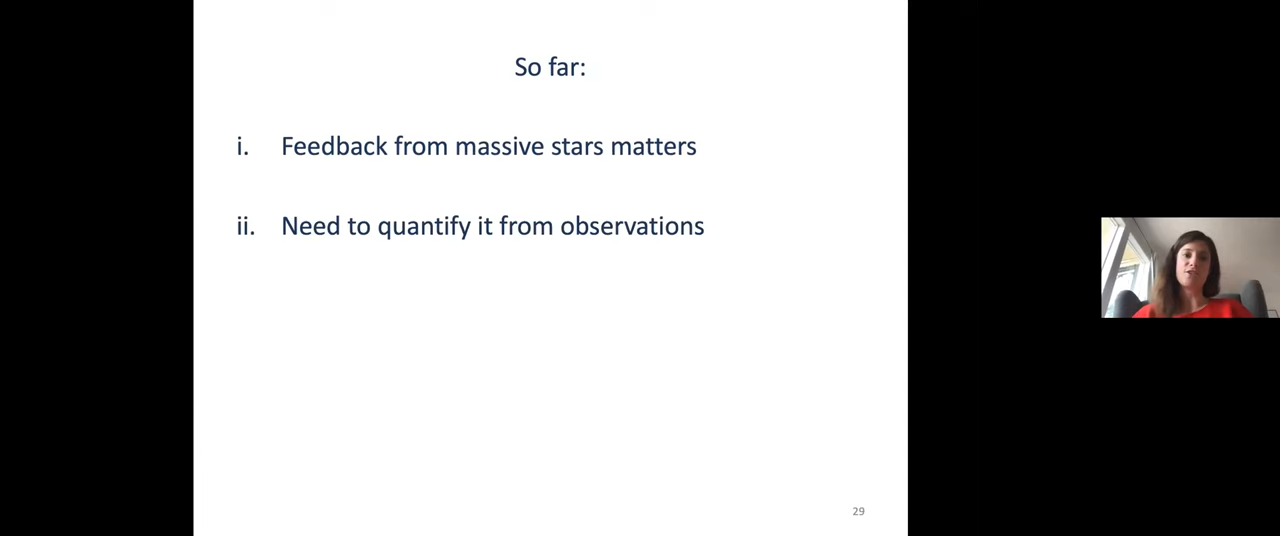 So far:
i. Feedback from massive stars matters
ii. Need to quantify it from observations
29